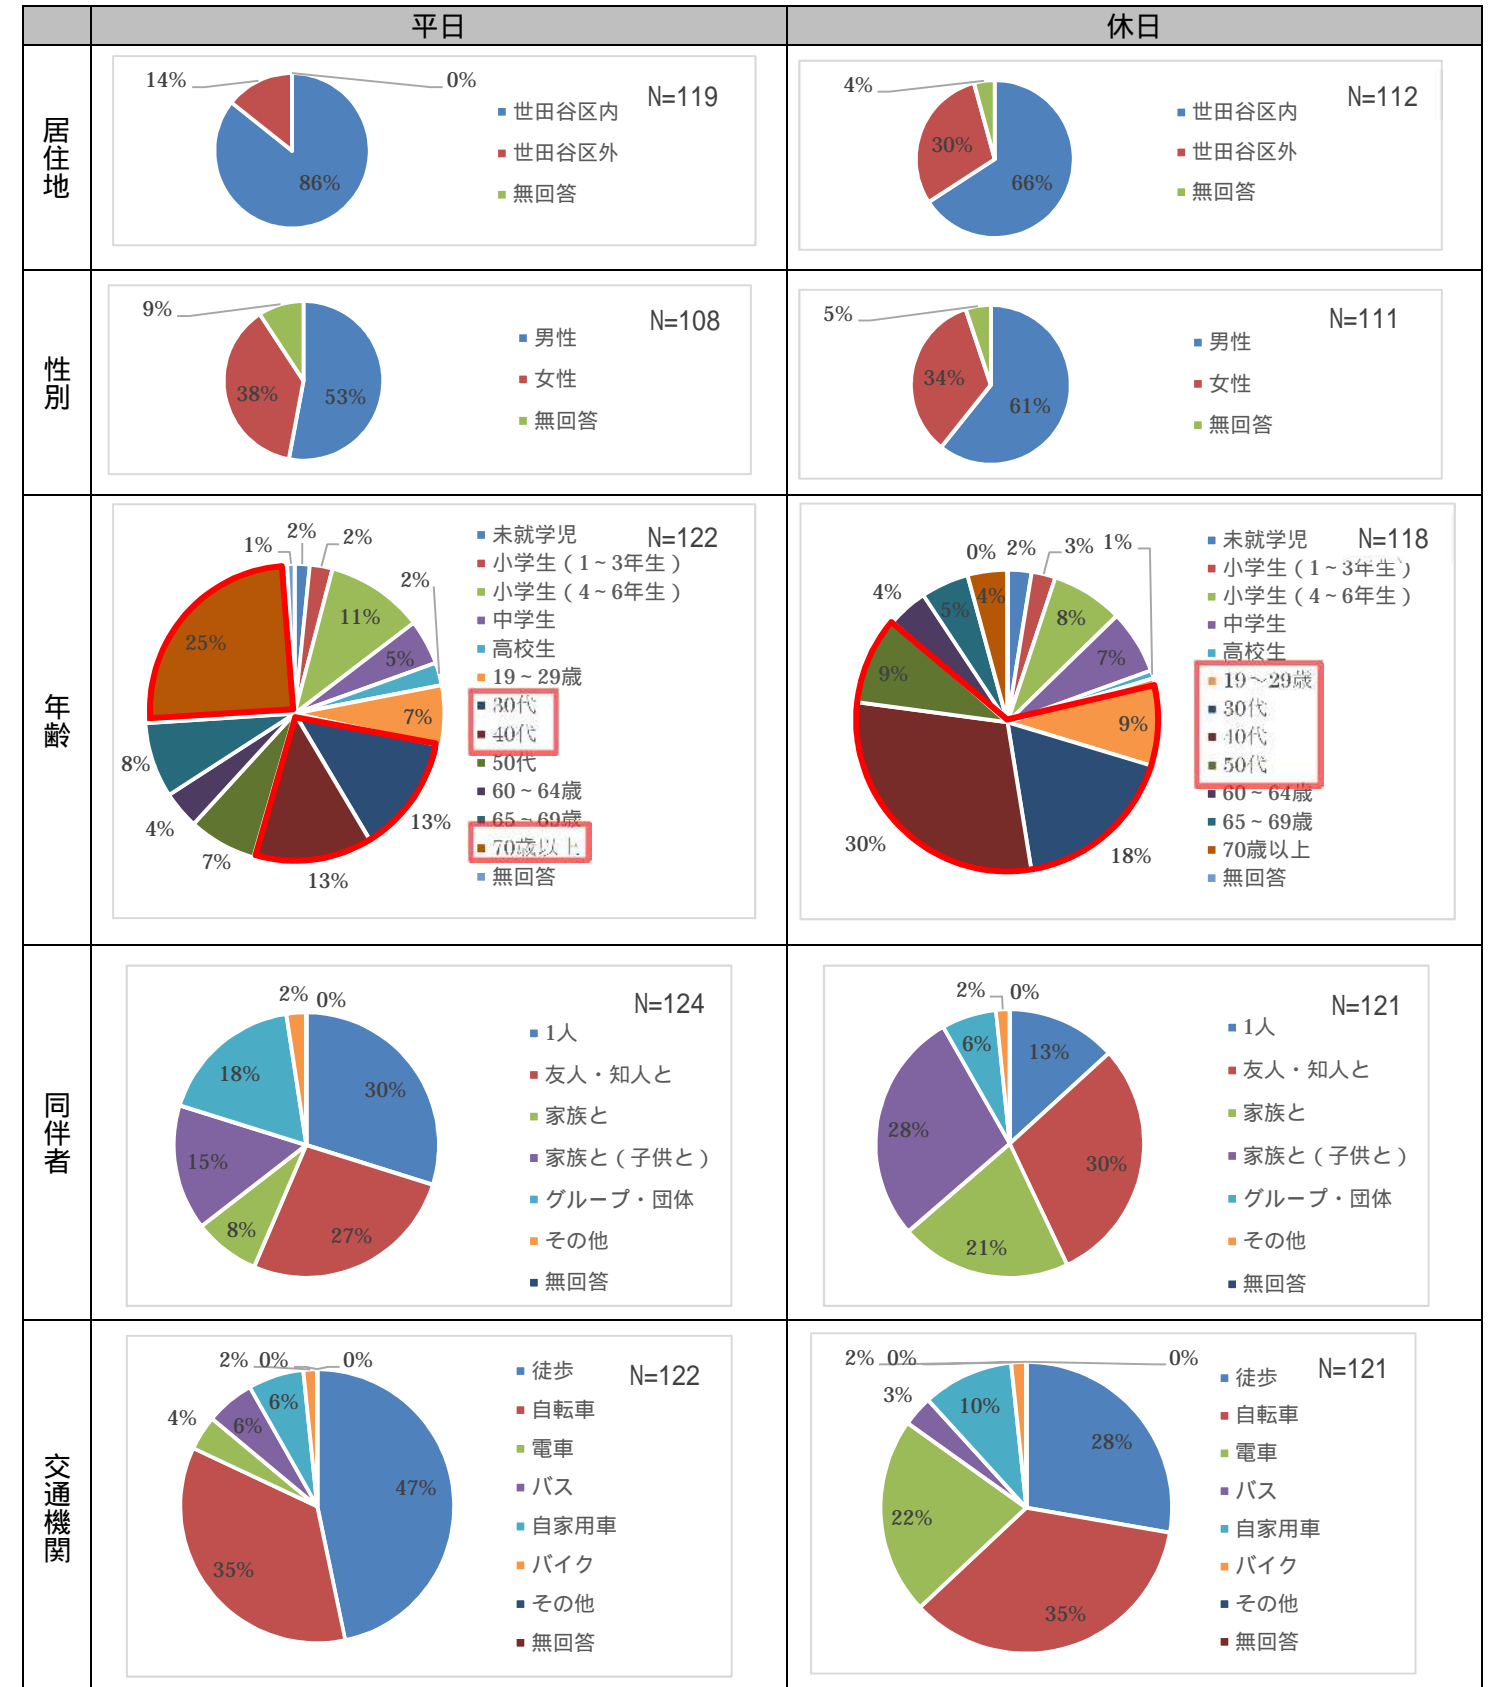 平日
休日
居住地
14%
0%
86%
N=119
世田谷区内
世田谷区外
無回答
4%
30%
66%
N=112
世田谷区内
世田谷区外
無回答
性別
9%
38%
53%
N=108
男性
女性
無回答
5%
34%
61%
N=111
男性
女性
無回答
年齢
1%
2%
2%
11%
2%
5%
7%
13%
13%
7%
4%
8%
25%
N=122
未就学児
小学生(1~3年生)
小学生(4~6年生)
中学生
高校生
19~29歳
30代
40代
50代
60~64歳
65~69歳
70歳以上
無回答
0%
2%
3%
1%
8%
7%
9%
18%
30%
9%
4%
5%
4%
N=118
未就学児
小学生(1~3年生)
小学生(4~6年生)
中学生
高校生
19~29歳
30代
40代
50代
60~64歳
65~69歳
70歳以上
無回答
同伴者
2%
0%
30%
27%
8%
15%
18%
N=124
1人
友人・知人と
家族と
家族と(子供と)
グループ・団体
その他
無回答
2%
0%
13%
30%
21%
28%
6%
N=121
1人
友人・知人と
家族と
家族と(子供と)
グループ・団体
その他
無回答
交通機関
2%
0%
0%
47%
35%
4%
6%
6%
N=122
徒歩
自転車
電車
バス
自家用車
バイク
その他
無回答
2%
0%
0%
28%
35%
22%
3%
10%
N=121
徒歩
自転車
電車
バス
自家用車
バイク
その他
無回答